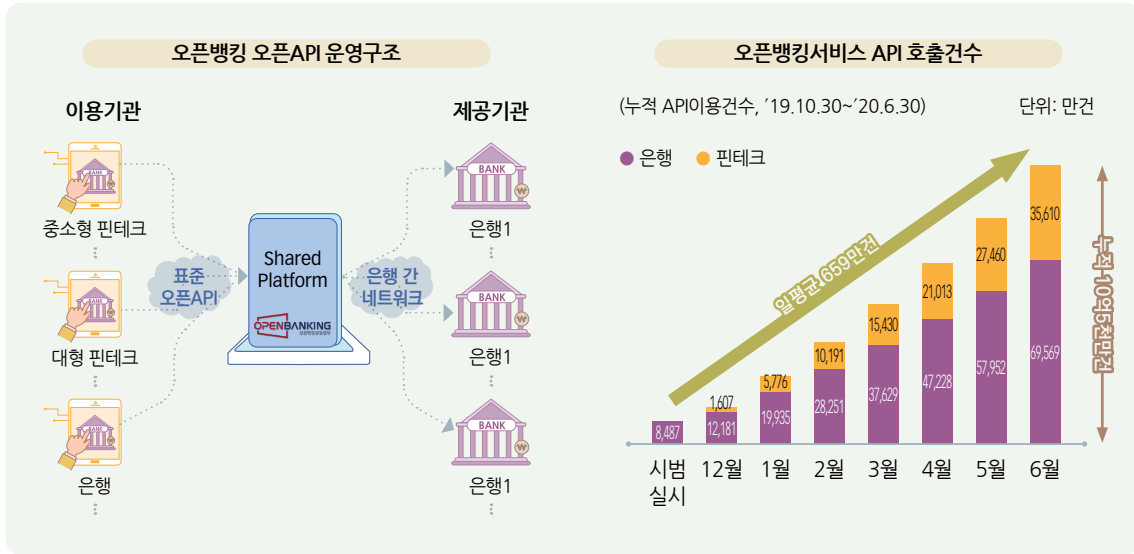 오픈뱅킹 오픈API 운영구조
이용기관
제공기관
BANK
중소형 핀테크
BANK
대형 핀테크
BANK
은행
표준
오픈API
Shared
Platform
OPENBANKING
은행 간
네트워크
BANK
₩
은행1
BANK
₩
은행1
BANK
₩
은행1
오픈뱅킹서비스 API 호출건수
(누적 API이용건수, ′19.10.30~′20.6.30)
단위: 만건
은행
핀테크
일평균 659만건
누적 10억5천만건
8,487
1,607
12,181
5,776
19,935
10,191
28,251
15,430
37,629
21,013
47,228
27,460
57,952
35,610
69,569
시범
실시
12월
1월
2월
3월
4월
5월
6월